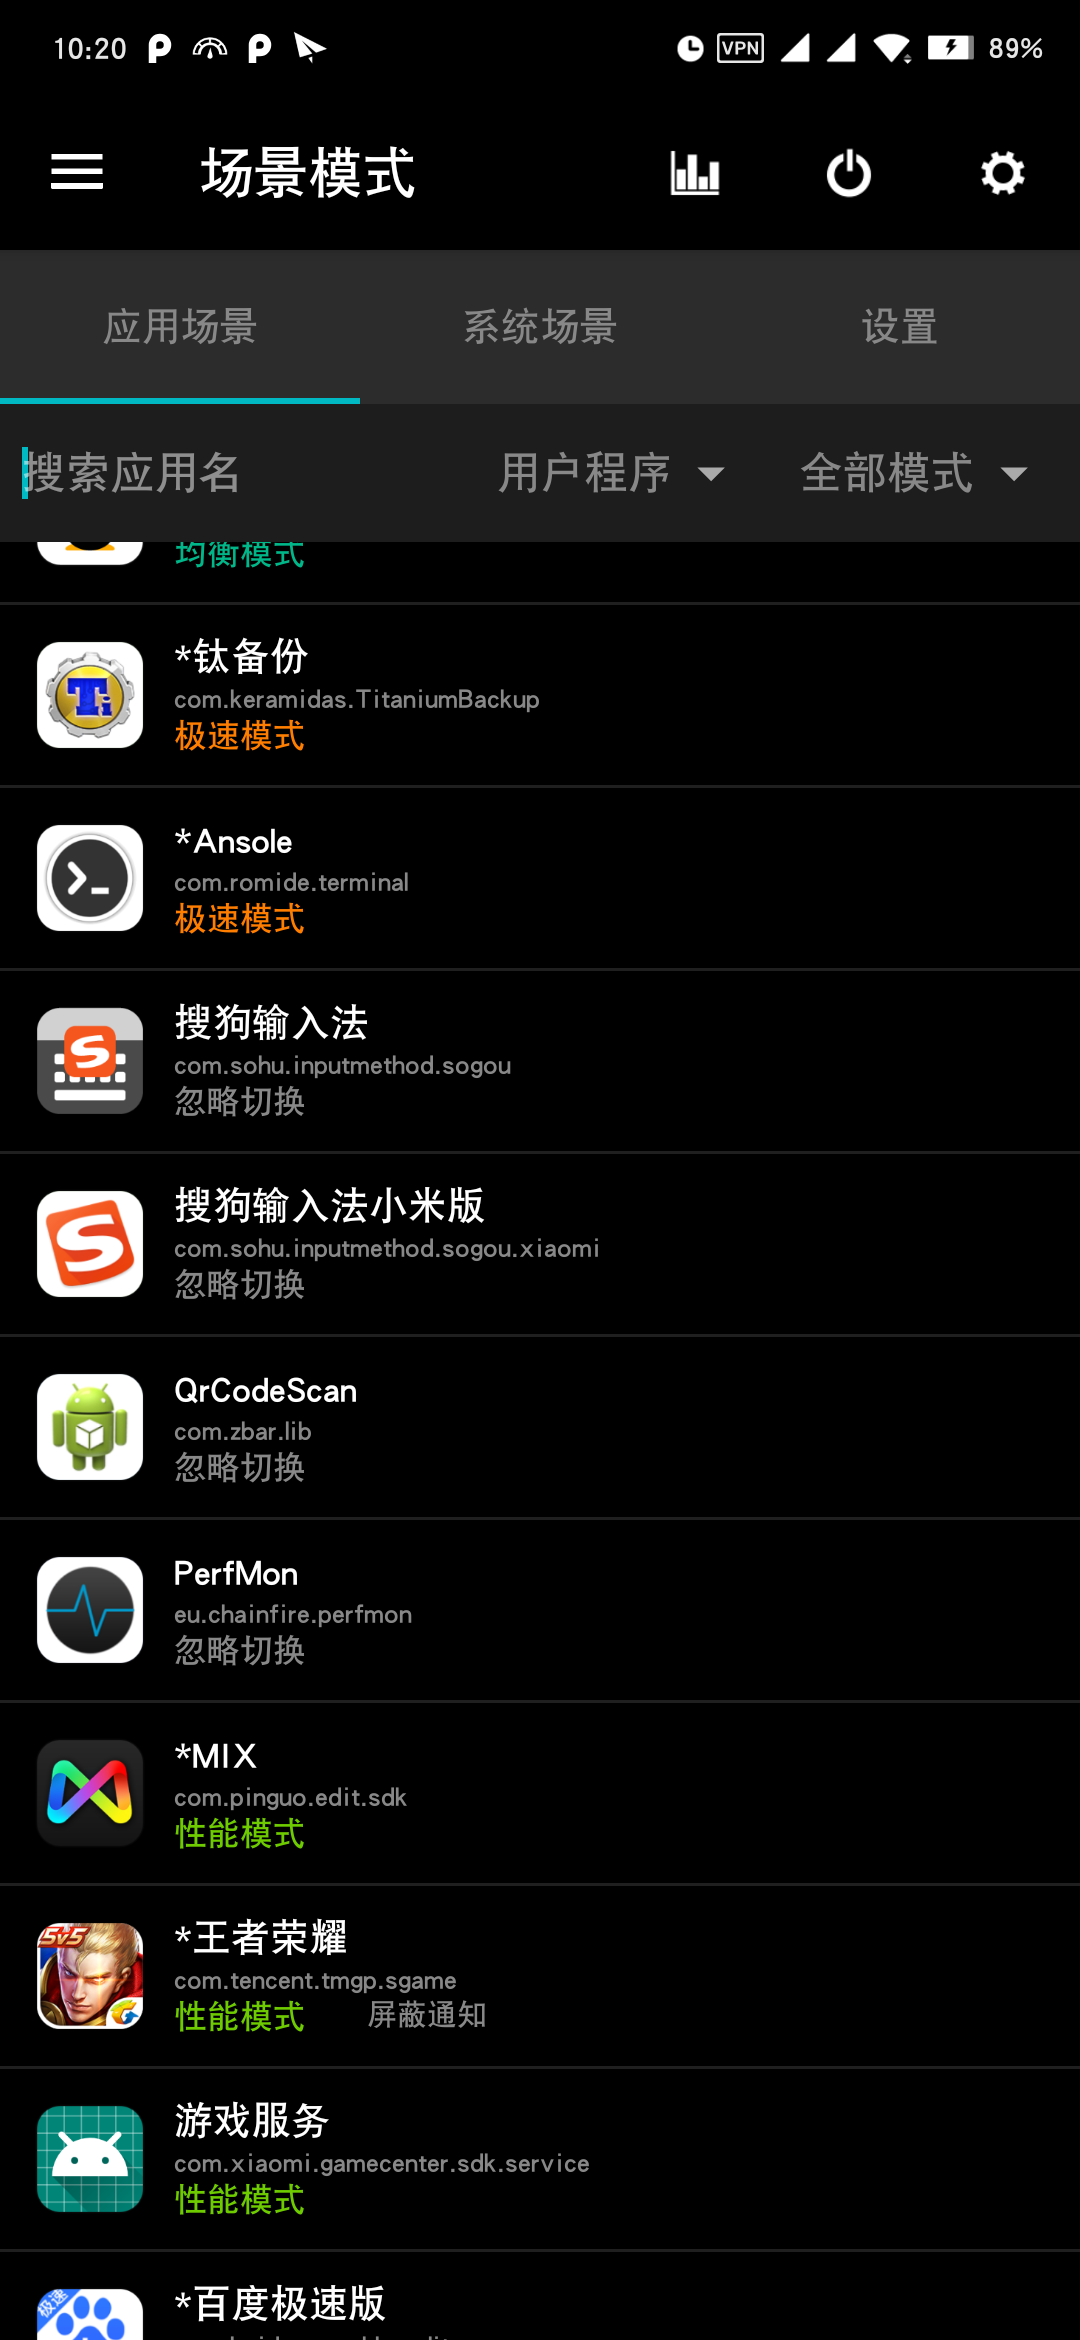 10:20
VPN
89%
场景模式
应用场景
系统场景
设置
搜索应用名
用户程序
全部模式
均衡模式
*钛备份
com.keramidas.TitaniumBackup
极速模式
*Ansole
com.romide.terminal
极速模式
搜狗输入法
com.sohu.inputmethod.sogou
忽略切换
搜狗输入法小米版
com.sohu.inputmethod.sogou.xiaomi
忽略切换
QrCodeScan
com.zbar.lib
忽略切换
PerfMon
eu.chainfire.perfmon
忽略切换
*MIX
com.pinguo.edit.sdk
性能模式
5v5
*王者荣耀
com.tencent.tmgp.sgame
性能模式 屏蔽通知
游戏服务
com.xiaomi.gamecenter.sdk.service
性能模式
极速
*百度极速版